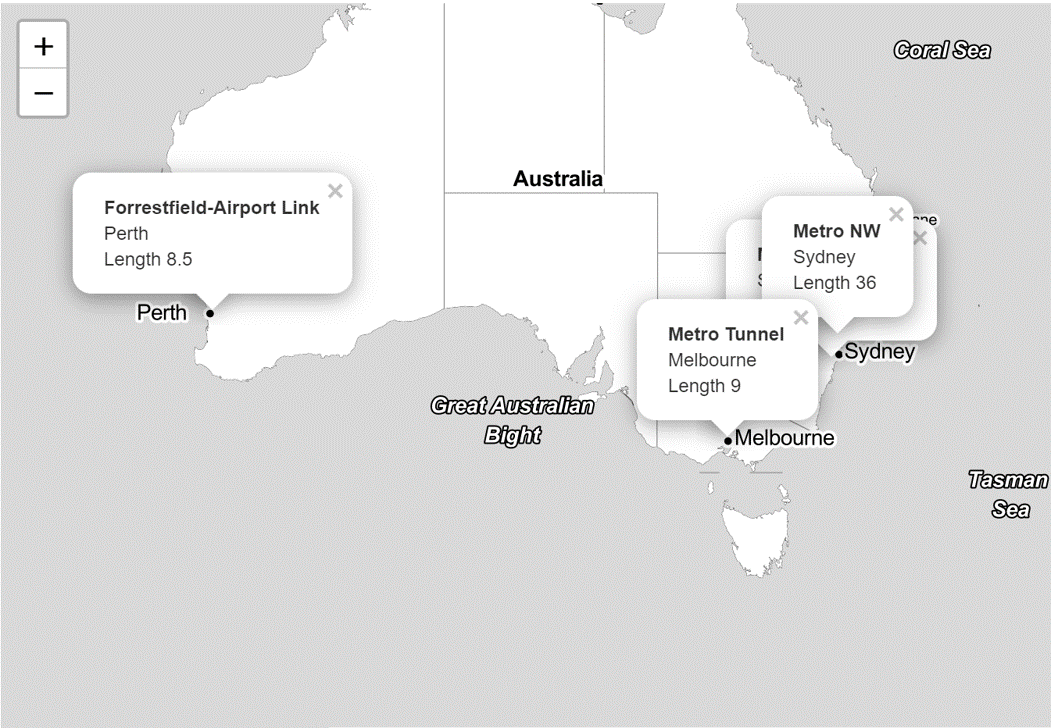 +
−
Coral Sea
Australia
Forrestfield-Airport Link
Perth
Length 8.5
Metro NW
Sydney
Length 36
Perth
Metro Tunnel
Melbourne
Length 9
Sydney
Great Australian
Bight
Melbourne
Tasman
Sea